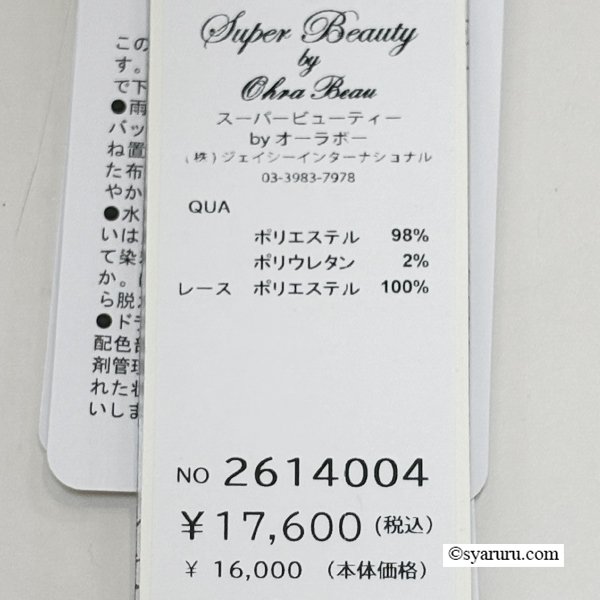 この
す。
で下
●雨
バッ
ね置
た布
やか
●水
いは
て染
か。
ら脱
●ド
配色
剤管理
れた状
いしま
Super Beauty
by
Ohra Beau
スーパービューティー
by オーラボー
(株)ジェイシーインターナショナル
03-3983-7978
QUA
ポリエステル 98%
ポリウレタン 2%
レース ポリエステル 100%
NO 2614004
¥17,600 (税込)
¥ 16,000 (本体価格)
©syaruru.com